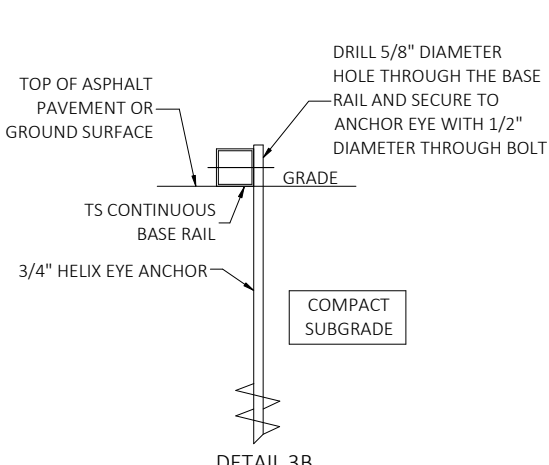 TOP OF ASPHALT
PAVEMENT OR
GROUND SURFACE
DRILL 5/8" DIAMETER
HOLE THROUGH THE BASE
RAIL AND SECURE TO
ANCHOR EYE WITH 1/2"
DIAMETER THROUGH BOLT
GRADE
TS CONTINUOUS
BASE RAIL
3/4" HELIX EYE ANCHOR
COMPACT
SUBGRADE
DETAIL 3B